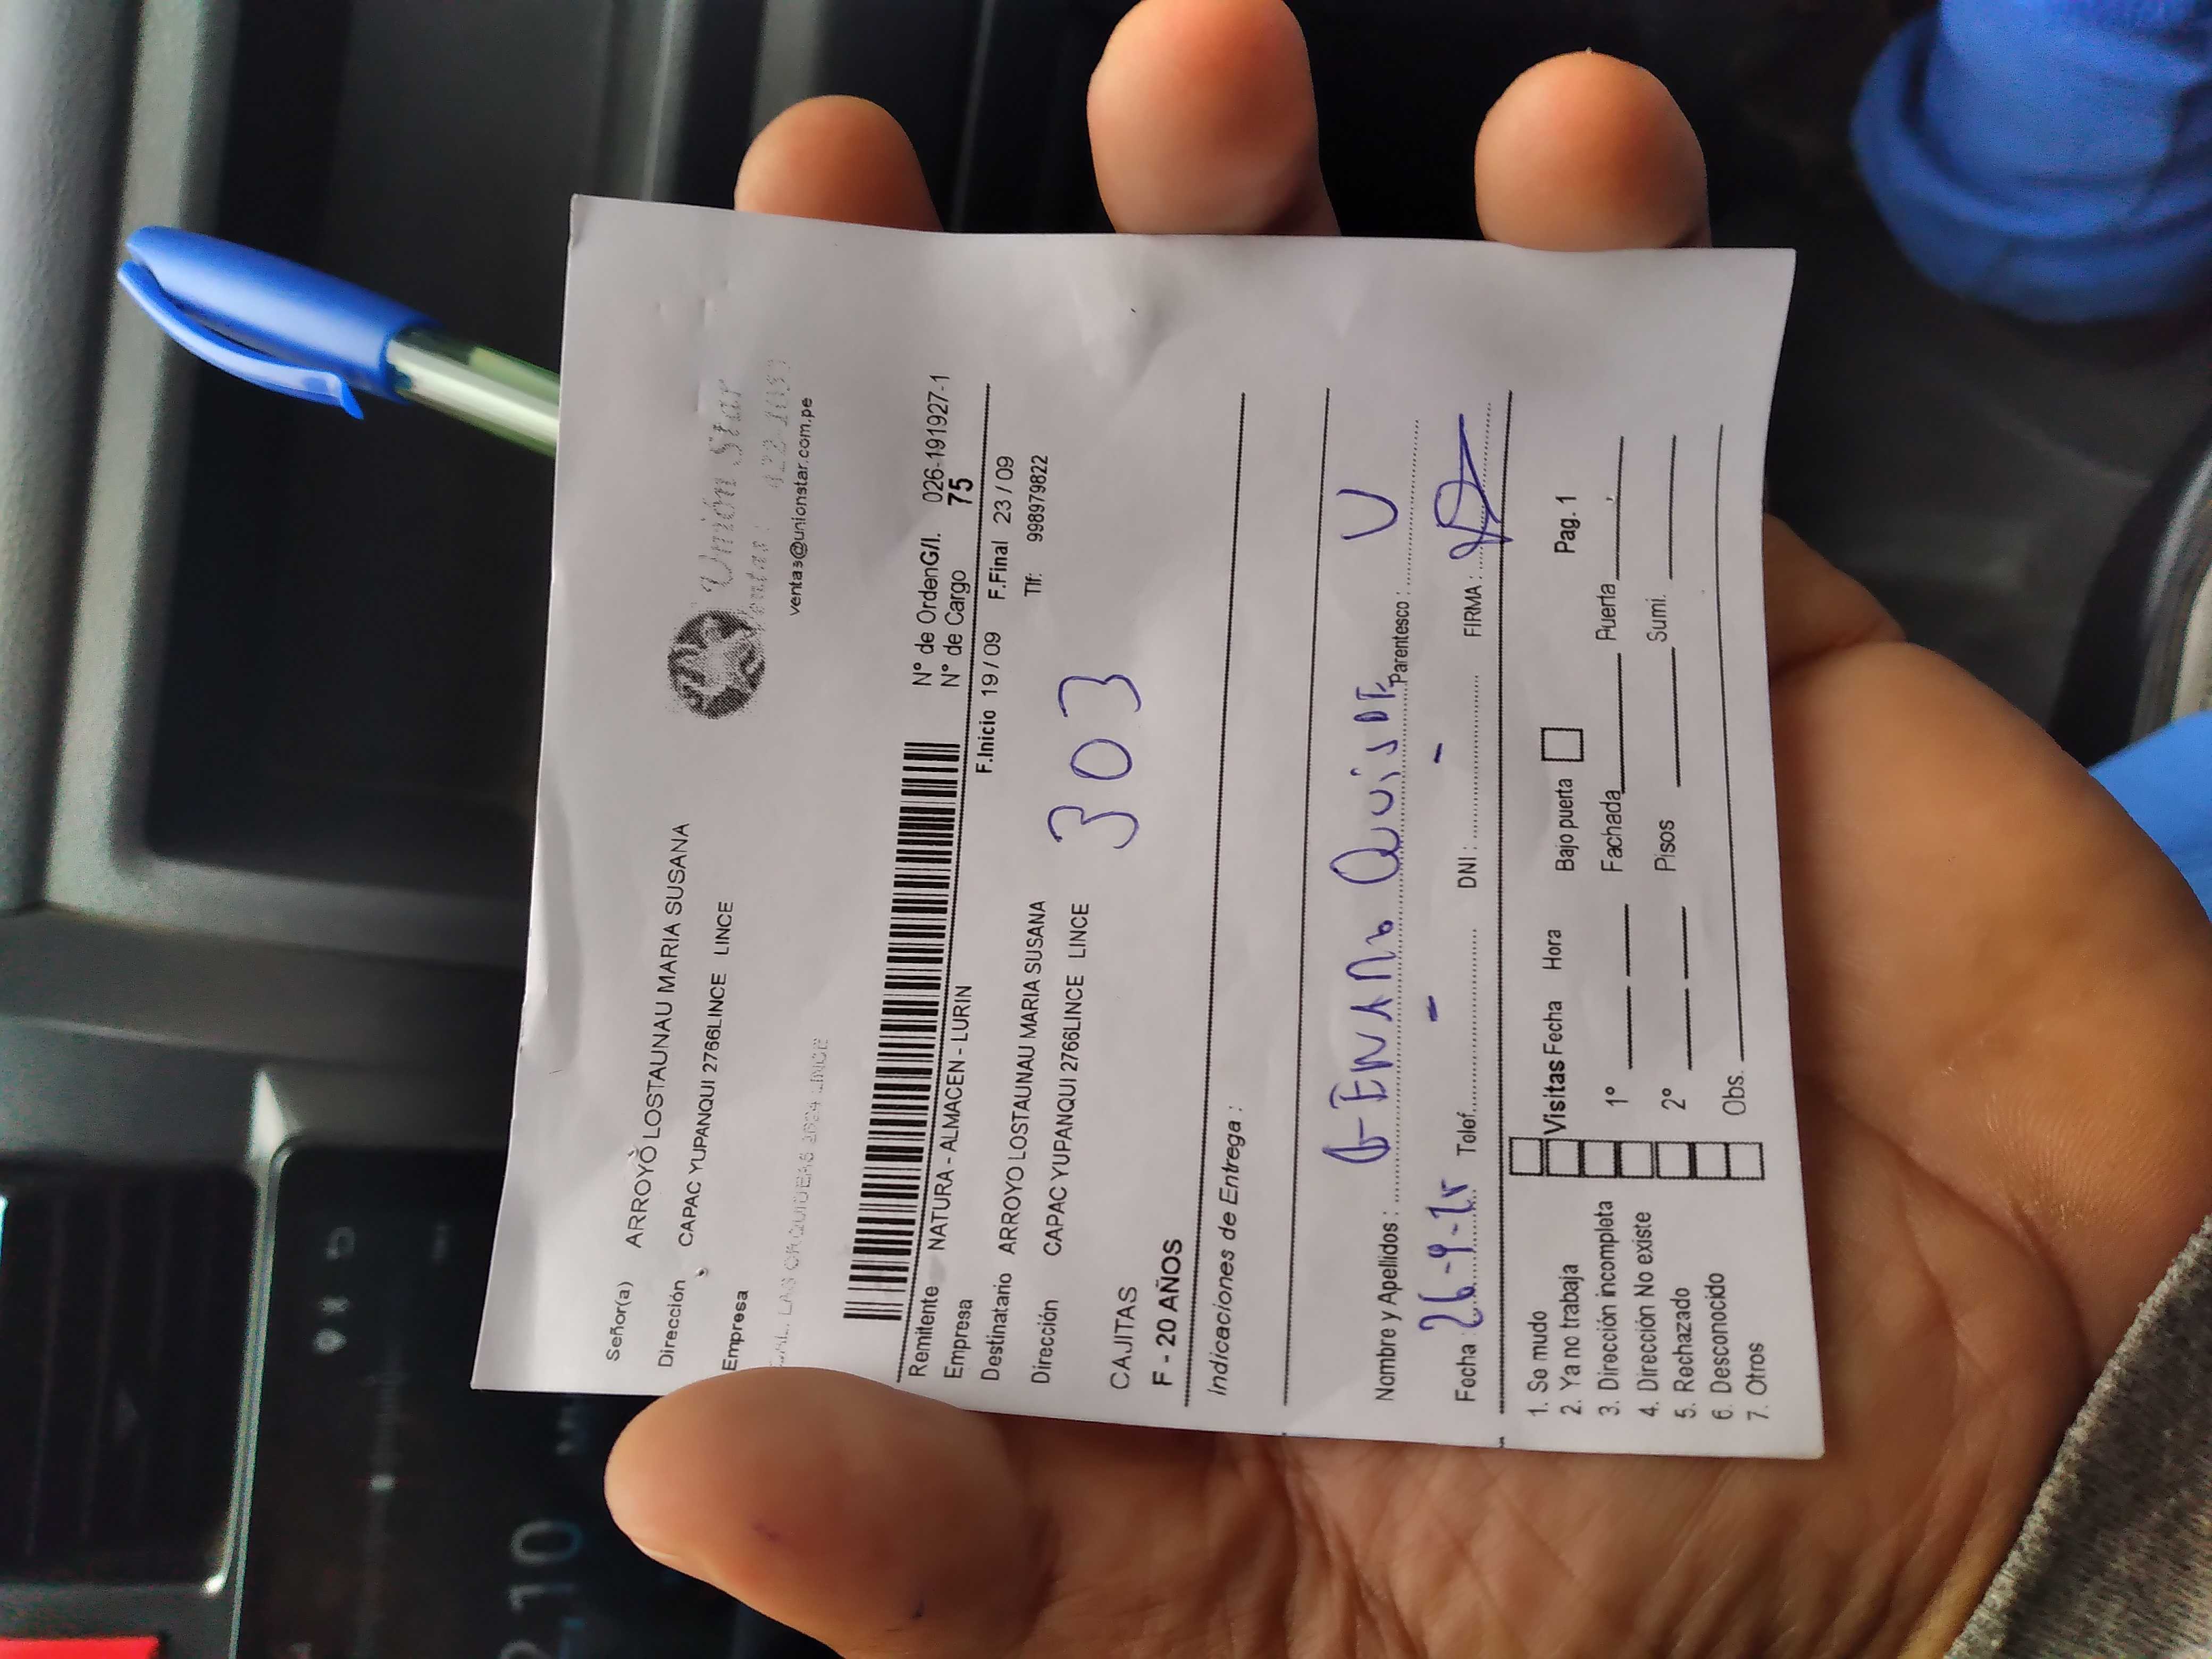 Señor(a) ARROYO LOSTAUNAU MARIA SUSANA
Dirección CAPAC YUPANQUI 2766LINCE LINCE
Empresa
Unión Star
ventas@unionstar.com.pe
Remitente NATURA - ALMACEN - LURIN
N° de OrdenG/I. 026-191927-1
Empresa
N° de Cargo 75
F.Inicio 19 / 09 F.Final 23 / 09
Destinatario ARROYO LOSTAUNAU MARIA SUSANA
Tlf: 998979822
Dirección CAPAC YUPANQUI 2766LINCE LINCE
303
CAJITAS
F - 20 AÑOS
Indicaciones de Entrega :
Nombre y Apellidos : Parentesco : U
Fecha : 26-9-25 Telef. - DNI : - FIRMA :
1. Se mudo
2. Ya no trabaja
3. Dirección incompleta
4. Dirección No existe
5. Rechazado
6. Desconocido
7. Otros
Visitas Fecha Hora Bajo puerta Pag. 1
1° Fachada Puerta
2° Pisos Sumi.
Obs.